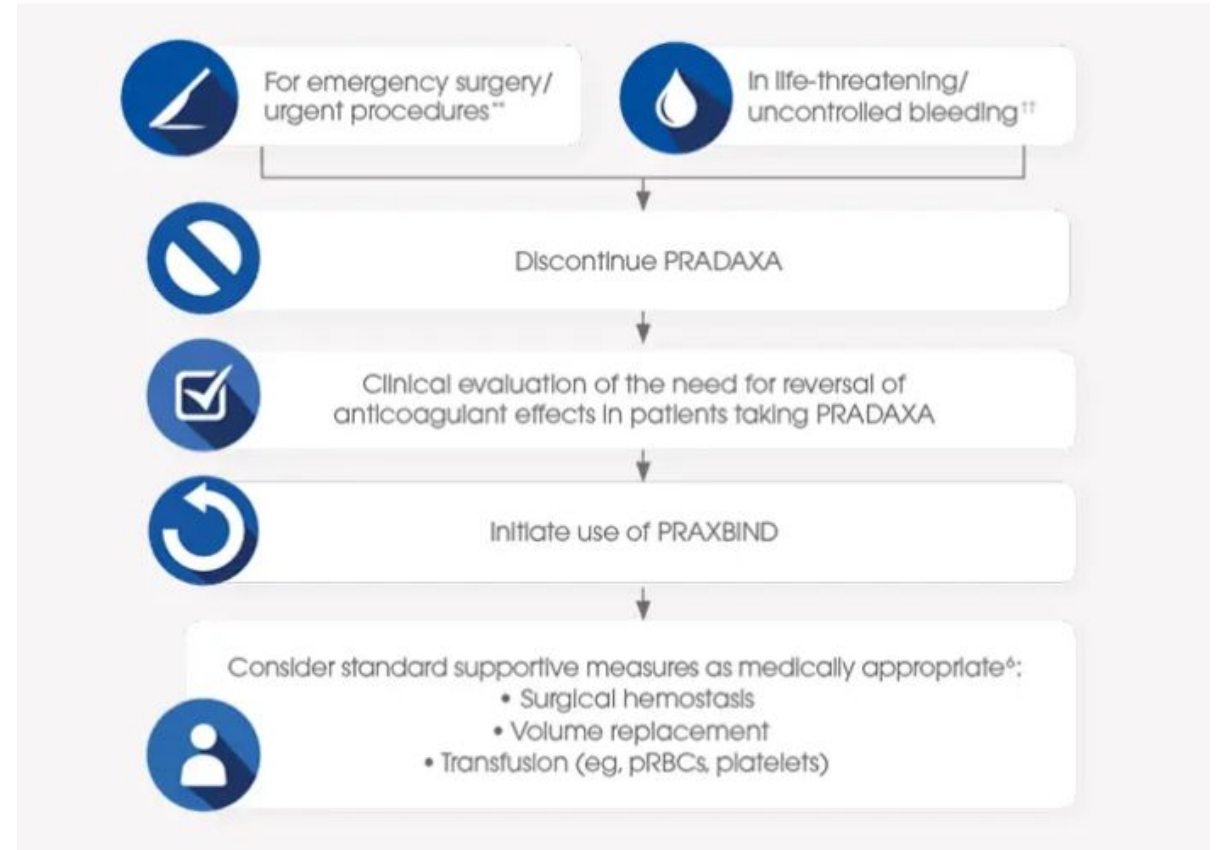 For emergency surgery/
urgent procedures**
In life-threatening/
uncontrolled bleeding††
Discontinue PRADAXA
Clinical evaluation of the need for reversal of
anticoagulant effects in patients taking PRADAXA
Initiate use of PRAXBIND
Consider standard supportive measures as medically appropriate⁶:
• Surgical hemostasis
• Volume replacement
• Transfusion (eg, pRBCs, platelets)